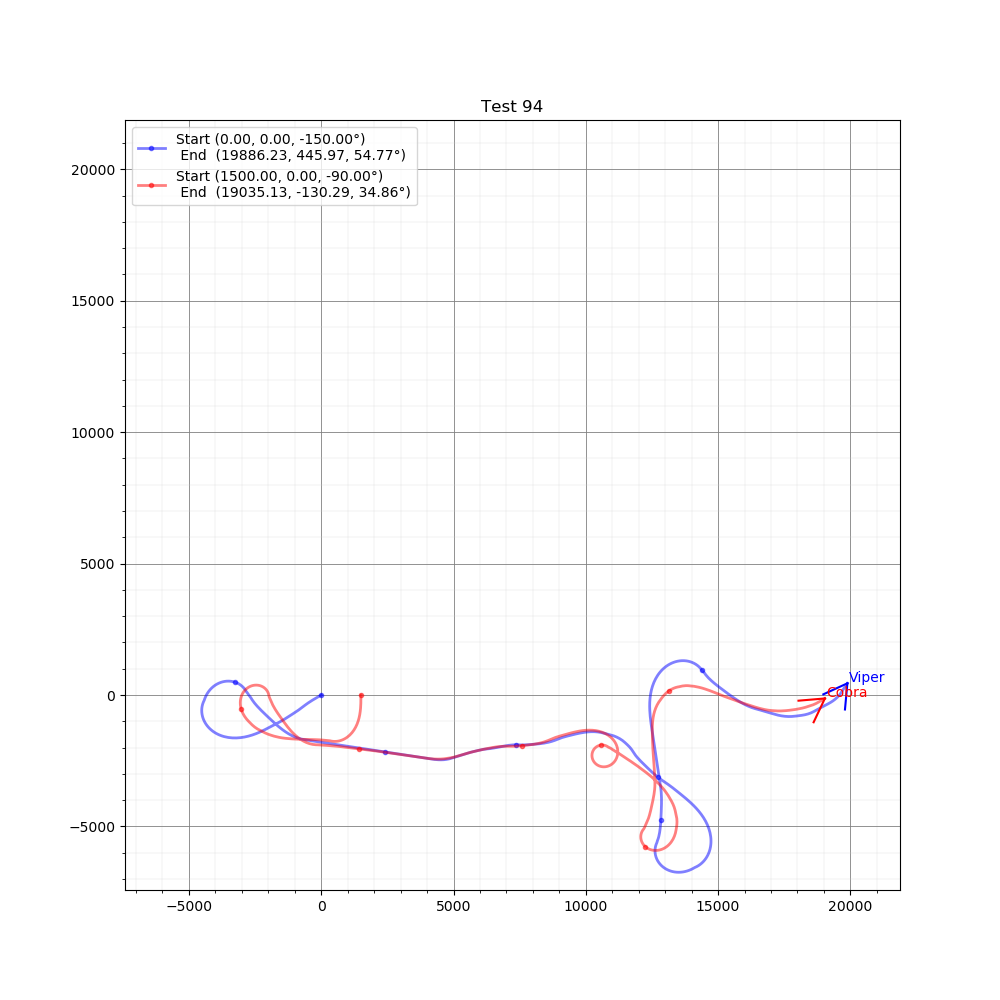 Test 94
Start (0.00, 0.00, -150.00°)
End (19886.23, 445.97, 54.77°)
Start (1500.00, 0.00, -90.00°)
End (19035.13, -130.29, 34.86°)
20000
15000
10000
5000
0
−5000
Viper
Cobra
−5000
0
5000
10000
15000
20000